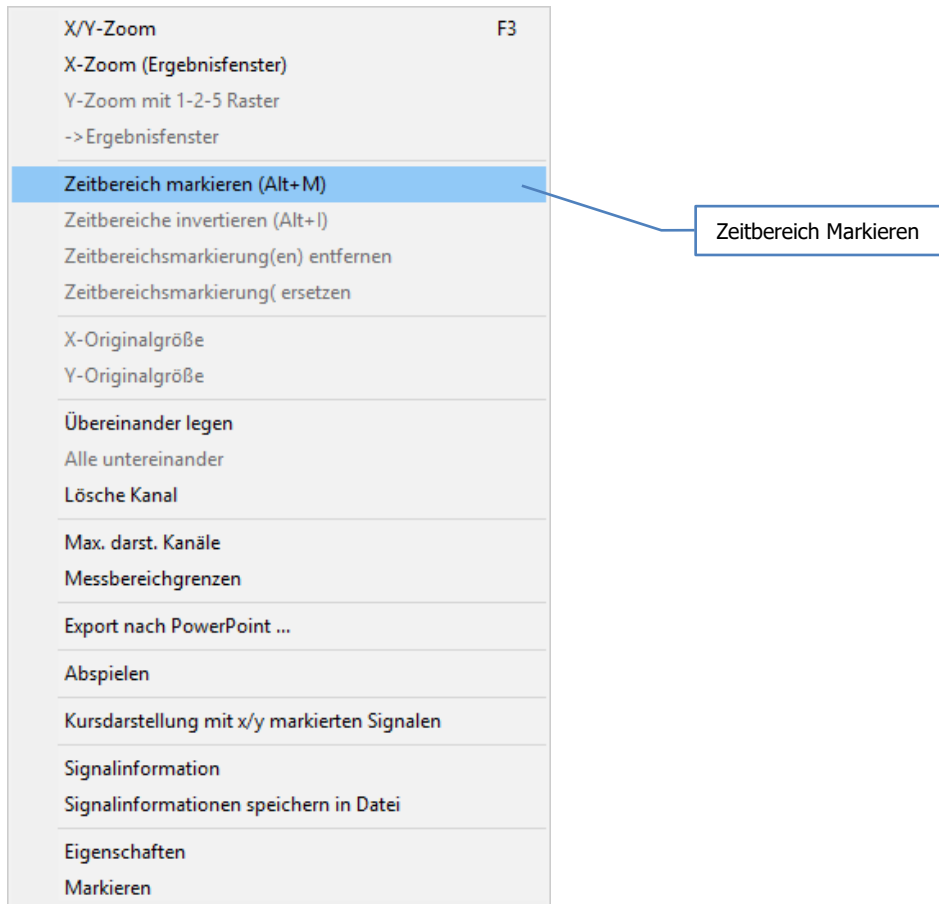 X/Y-Zoom F3
X-Zoom (Ergebnisfenster)
Y-Zoom mit 1-2-5 Raster
->Ergebnisfenster
Zeitbereich markieren (Alt+M)
Zeitbereiche invertieren (Alt+I)
Zeitbereich Markieren
Zeitbereichsmarkierung(en) entfernen
Zeitbereichsmarkierung( ersetzen
X-Originalgröße
Y-Originalgröße
Übereinander legen
Alle untereinander
Lösche Kanal
Max. darst. Kanäle
Messbereichgrenzen
Export nach PowerPoint ...
Abspielen
Kursdarstellung mit x/y markierten Signalen
Signalinformation
Signalinformationen speichern in Datei
Eigenschaften
Markieren